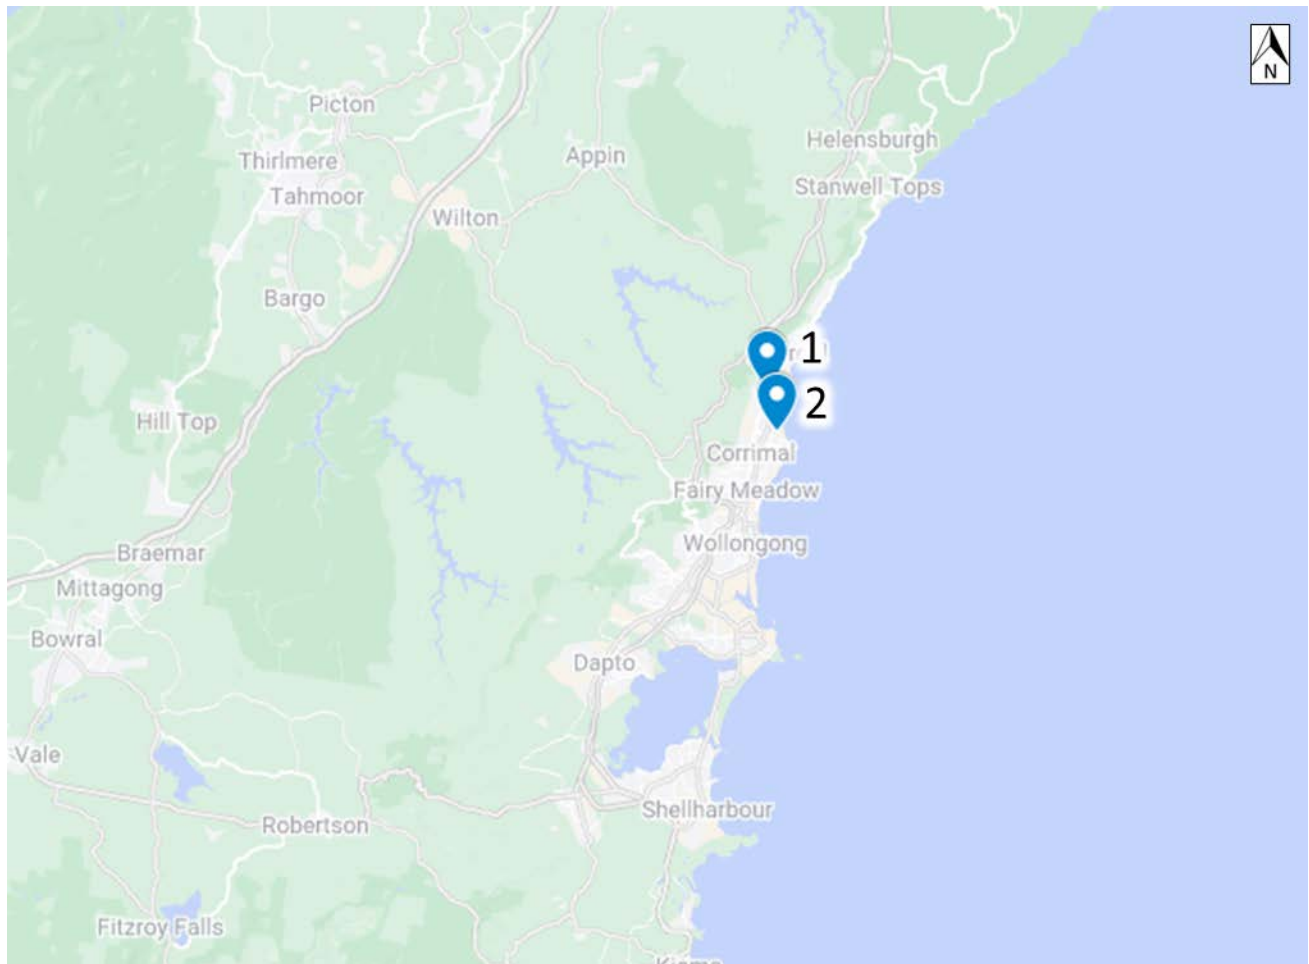 N
Picton
Helensburgh
Appin
Thirlmere
Stanwell Tops
Tahmoor
Wilton
Bargo
1
2
Hill Top
Corrimal
Fairy Meadow
Wollongong
Braemar
Mittagong
Bowral
Dapto
Vale
Shellharbour
Robertson
Fitzroy Falls